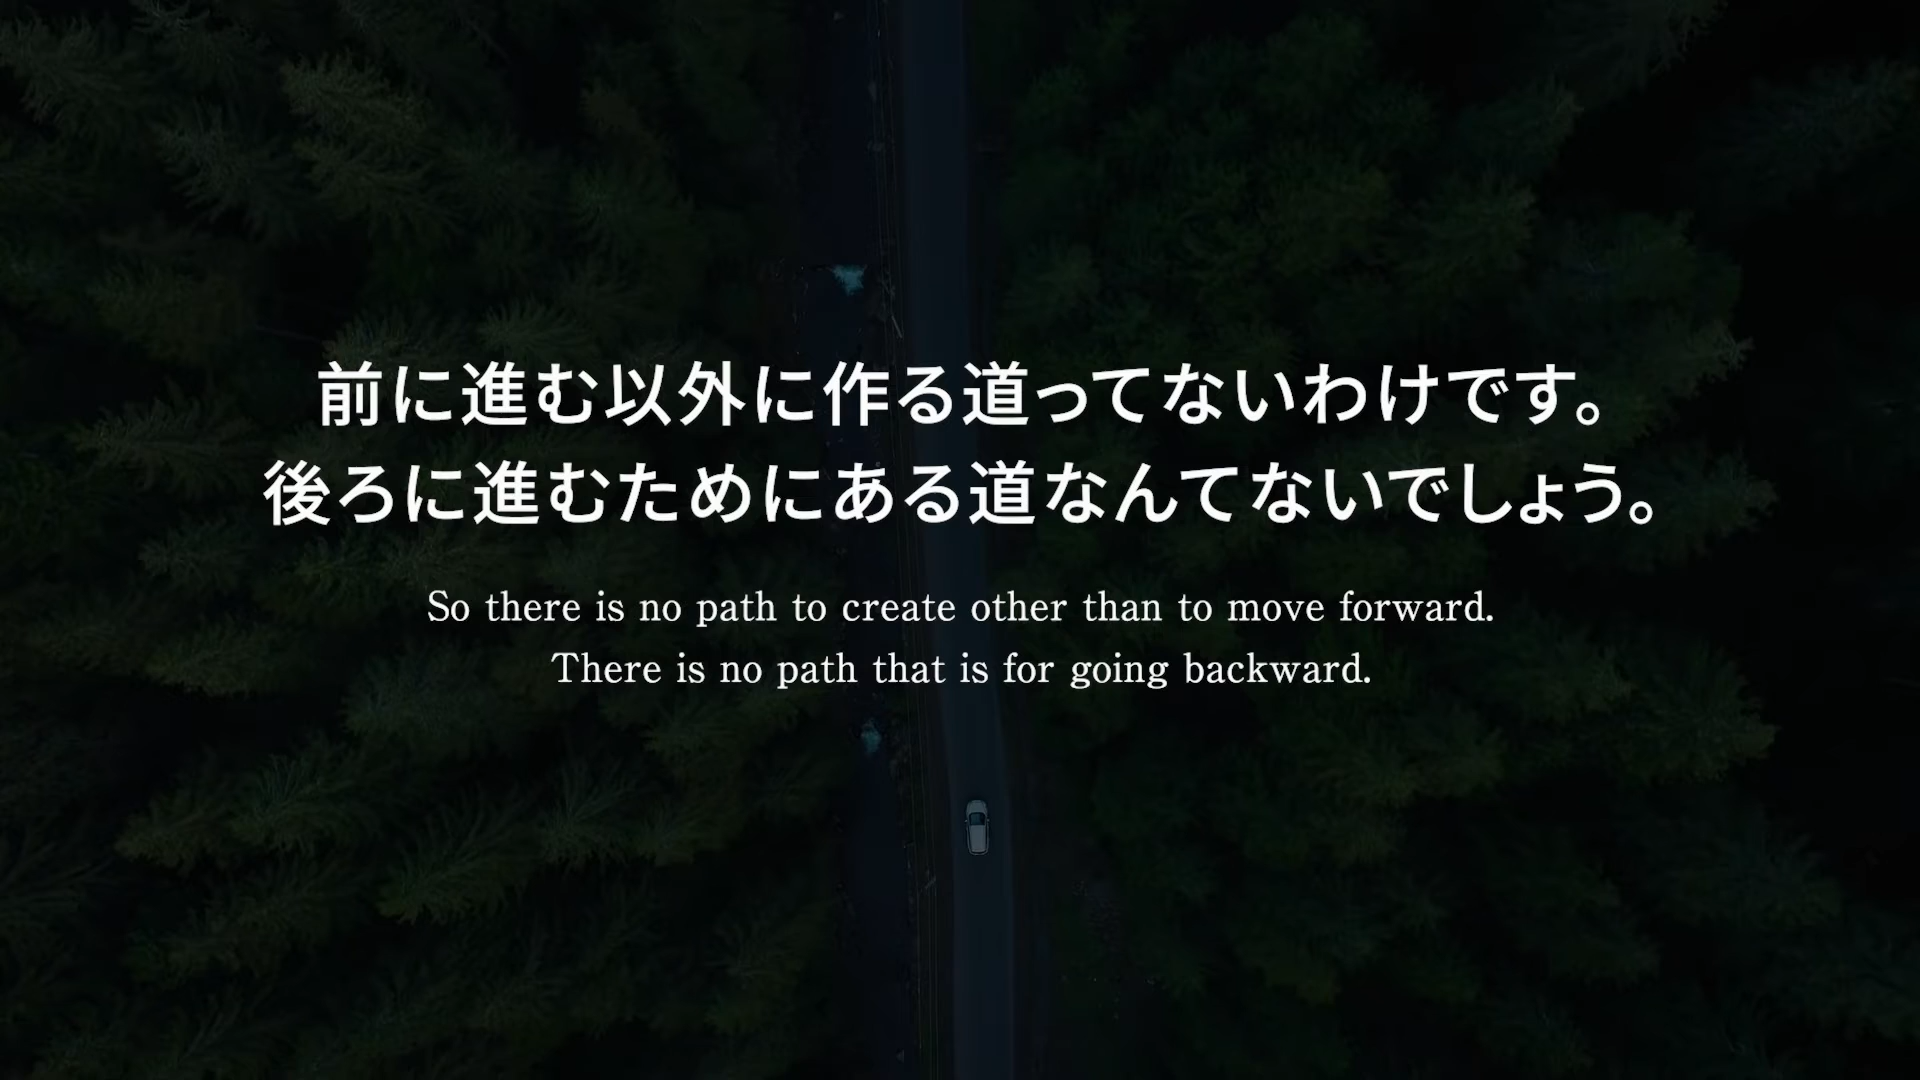 前に進む以外に作る道ってないわけです。
後ろに進むためにある道なんてないでしょう。
So there is no path to create other than to move forward.
There is no path that is for going backward.